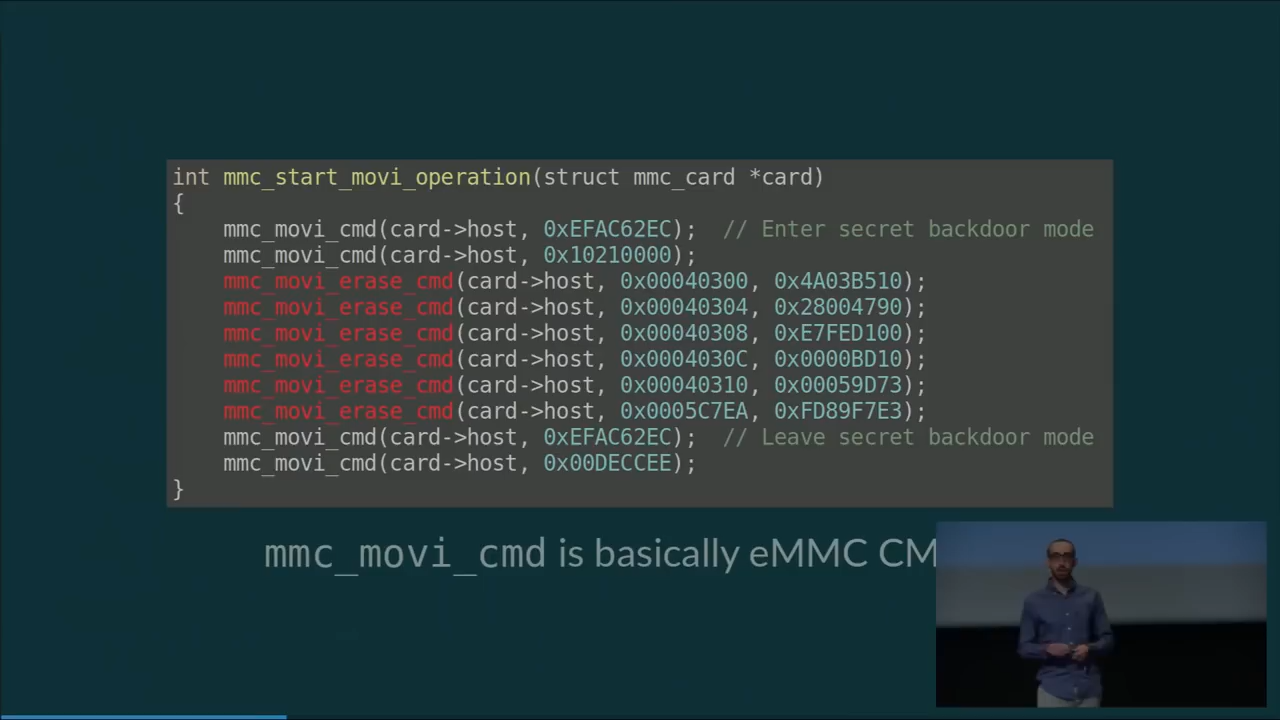 int mmc_start_movi_operation(struct mmc_card *card)
{
mmc_movi_cmd(card->host, 0xEFAC62EC); // Enter secret backdoor mode
mmc_movi_cmd(card->host, 0x10210000);
mmc_movi_erase_cmd(card->host, 0x00040300, 0x4A03B510);
mmc_movi_erase_cmd(card->host, 0x00040304, 0x28004790);
mmc_movi_erase_cmd(card->host, 0x00040308, 0xE7FED100);
mmc_movi_erase_cmd(card->host, 0x0004030C, 0x0000BD10);
mmc_movi_erase_cmd(card->host, 0x00040310, 0x00059D73);
mmc_movi_erase_cmd(card->host, 0x0005C7EA, 0xFD89F7E3);
mmc_movi_cmd(card->host, 0xEFAC62EC); // Leave secret backdoor mode
mmc_movi_cmd(card->host, 0x00DECCEE);
}
mmc_movi_cmd is basically eMMC